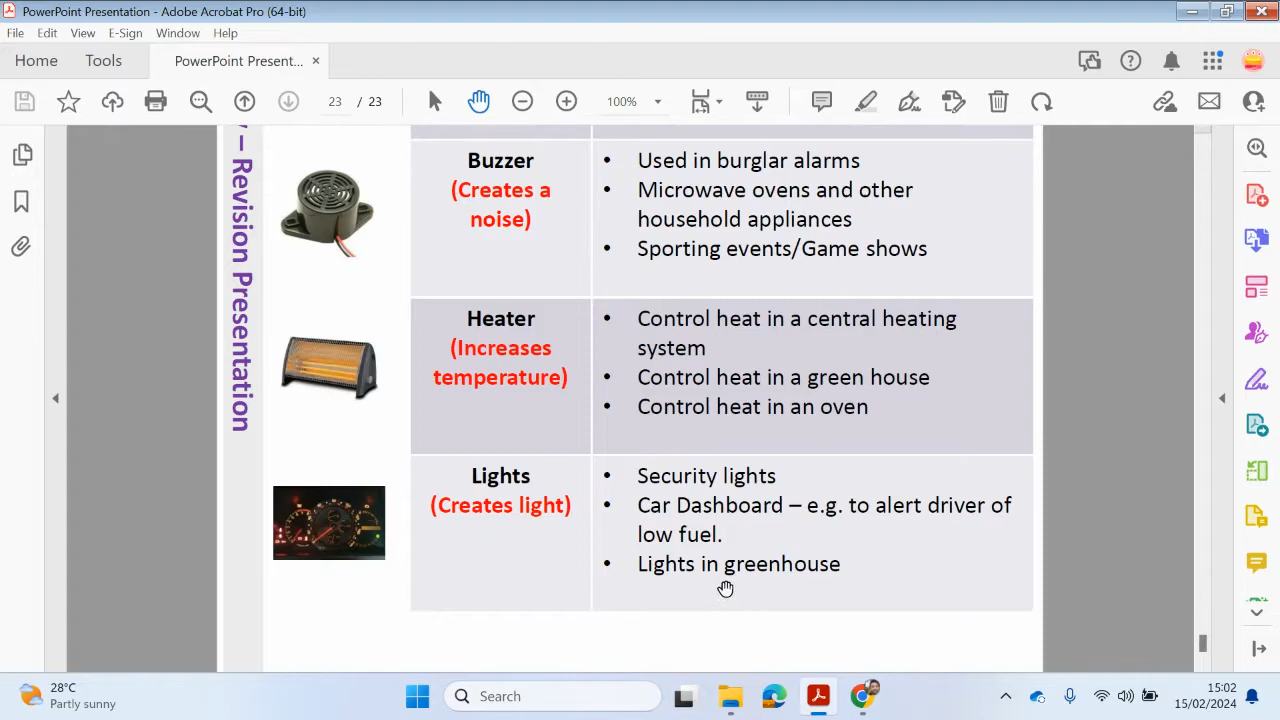 PowerPoint Presentation - Adobe Acrobat Pro (64-bit)
File Edit View E-Sign Window Help
Home Tools PowerPoint Present... ×
23 / 23 100%
– Revision Presentation
Buzzer
(Creates a
noise)
• Used in burglar alarms
• Microwave ovens and other
household appliances
• Sporting events/Game shows
Heater
(Increases
temperature)
• Control heat in a central heating
system
• Control heat in a green house
• Control heat in an oven
Lights
(Creates light)
• Security lights
• Car Dashboard – e.g. to alert driver of
low fuel.
• Lights in greenhouse
28°C
Partly sunny
Search
15:02
15/02/2024